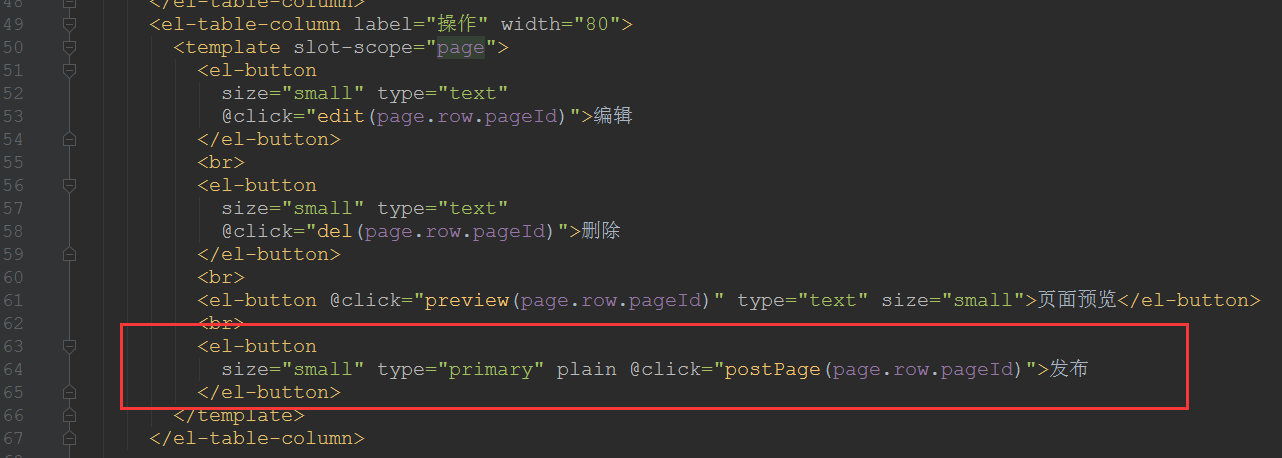 48 </el-table-column>
49 <el-table-column label="操作" width="80">
50 <template slot-scope="page">
51 <el-button
52 size="small" type="text"
53 @click="edit(page.row.pageId)">编辑
54 </el-button>
55 <br>
56 <el-button
57 size="small" type="text"
58 @click="del(page.row.pageId)">删除
59 </el-button>
60 <br>
61 <el-button @click="preview(page.row.pageId)" type="text" size="small">页面预览</el-button>
62 <br>
63 <el-button
64 size="small" type="primary" plain @click="postPage(page.row.pageId)">发布
65 </el-button>
66 </template>
67 </el-table-column>